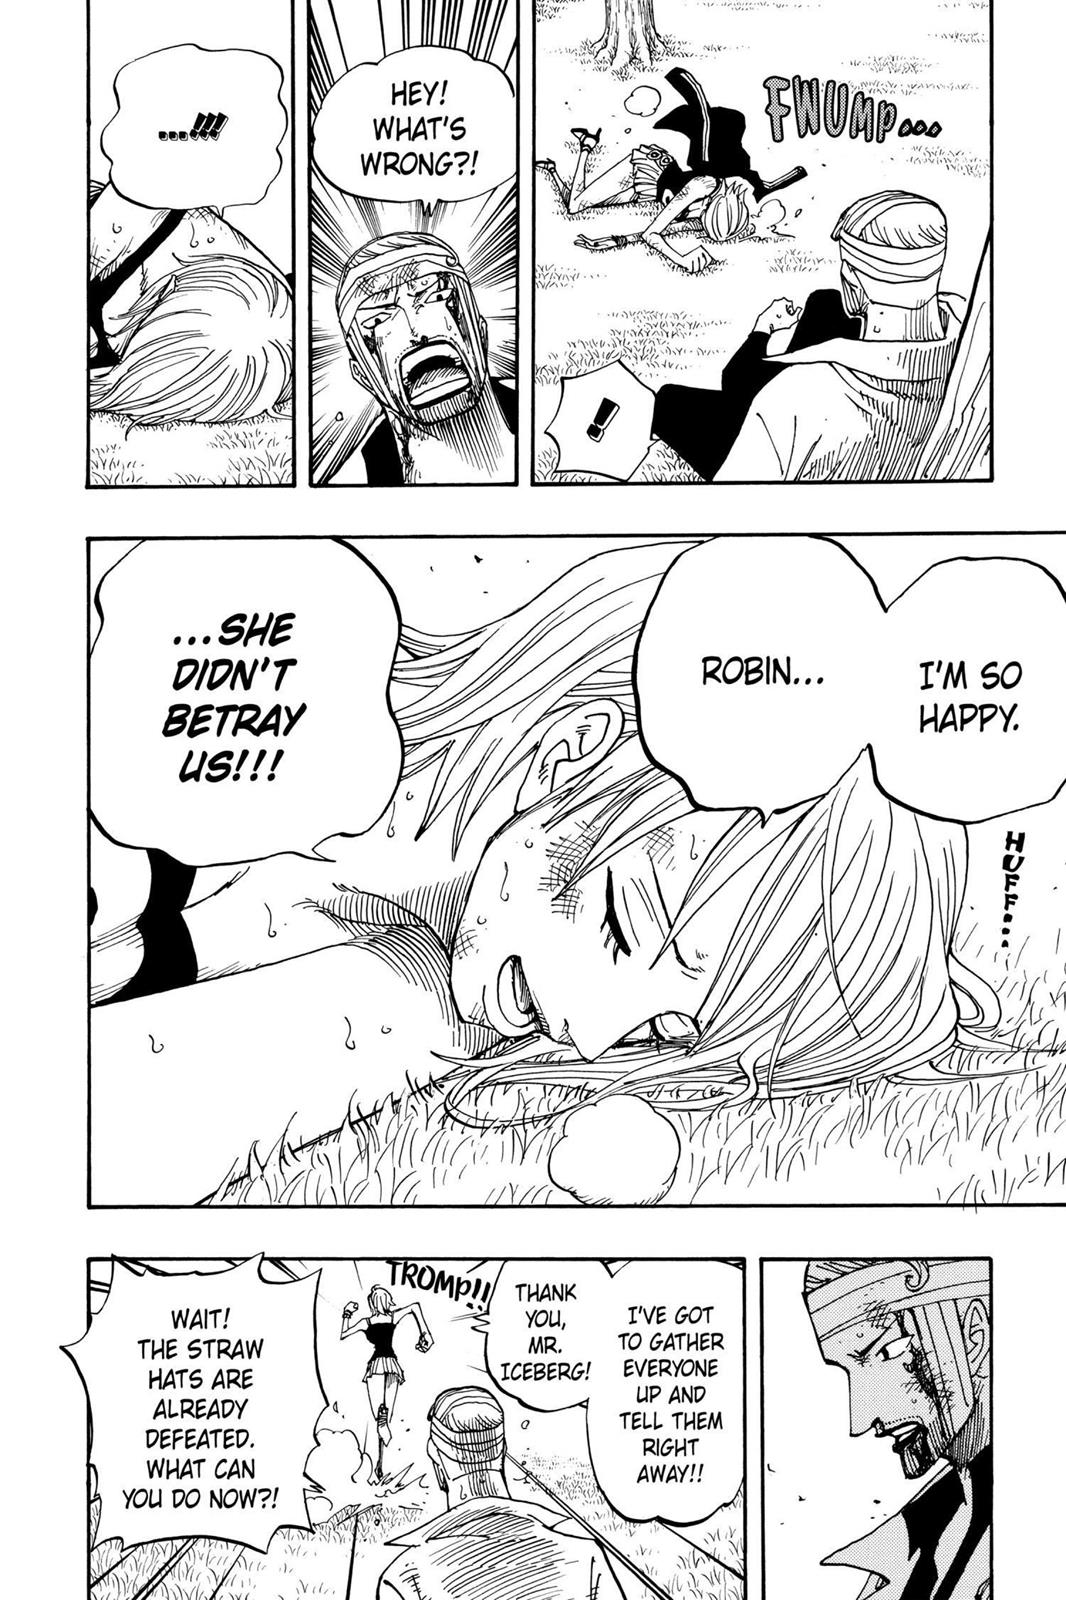 FWUMP...
!!
HEY!
WHAT'S
WRONG?!
...!!!
I'M SO
HAPPY.
ROBIN...
...SHE
DIDN'T
BETRAY
US!!!
HUFF...
I'VE GOT
TO GATHER
EVERYONE
UP AND
TELL THEM
RIGHT
AWAY!!
THANK
YOU,
MR.
ICEBERG!
TROMP!!
WAIT!
THE STRAW
HATS ARE
ALREADY
DEFEATED.
WHAT CAN
YOU DO NOW?!